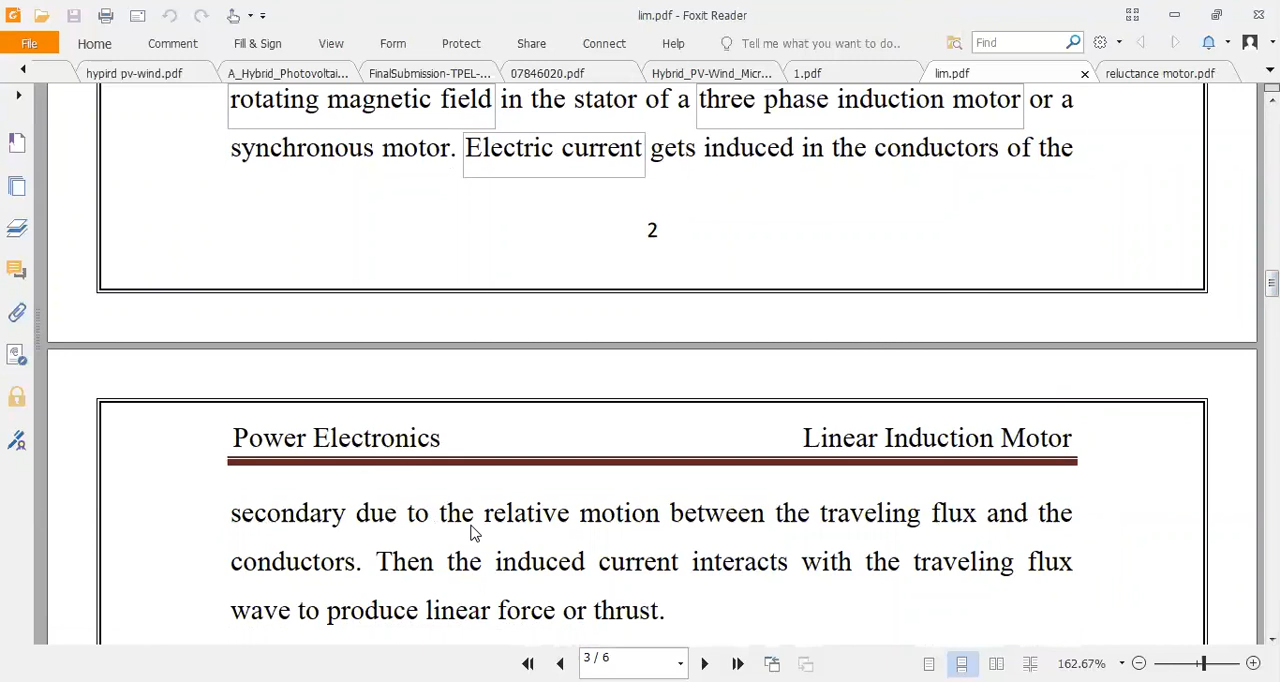 lim.pdf - Foxit Reader
File Home Comment Fill & Sign View Form Protect Share Connect Help Tell me what you want to do.. Find
hypird pv-wind.pdf A_Hybrid_Photovoltai... FinalSubmission-TPEL-... 07846020.pdf Hybrid_PV-Wind_Micr... 1.pdf lim.pdf reluctance motor.pdf
rotating magnetic field in the stator of a three phase induction motor or a
synchronous motor. Electric current gets induced in the conductors of the
2
Power Electronics Linear Induction Motor
secondary due to the relative motion between the traveling flux and the
conductors. Then the induced current interacts with the traveling flux
wave to produce linear force or thrust.
3 / 6 162.67%